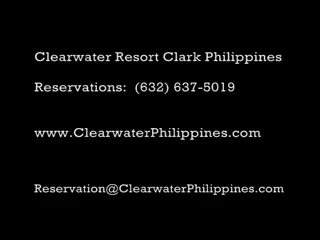 Clearwater Resort Clark Philippines
Reservations:  (632) 637-5019
www.ClearwaterPhilippines.com
Reservation@ClearwaterPhilippines.com